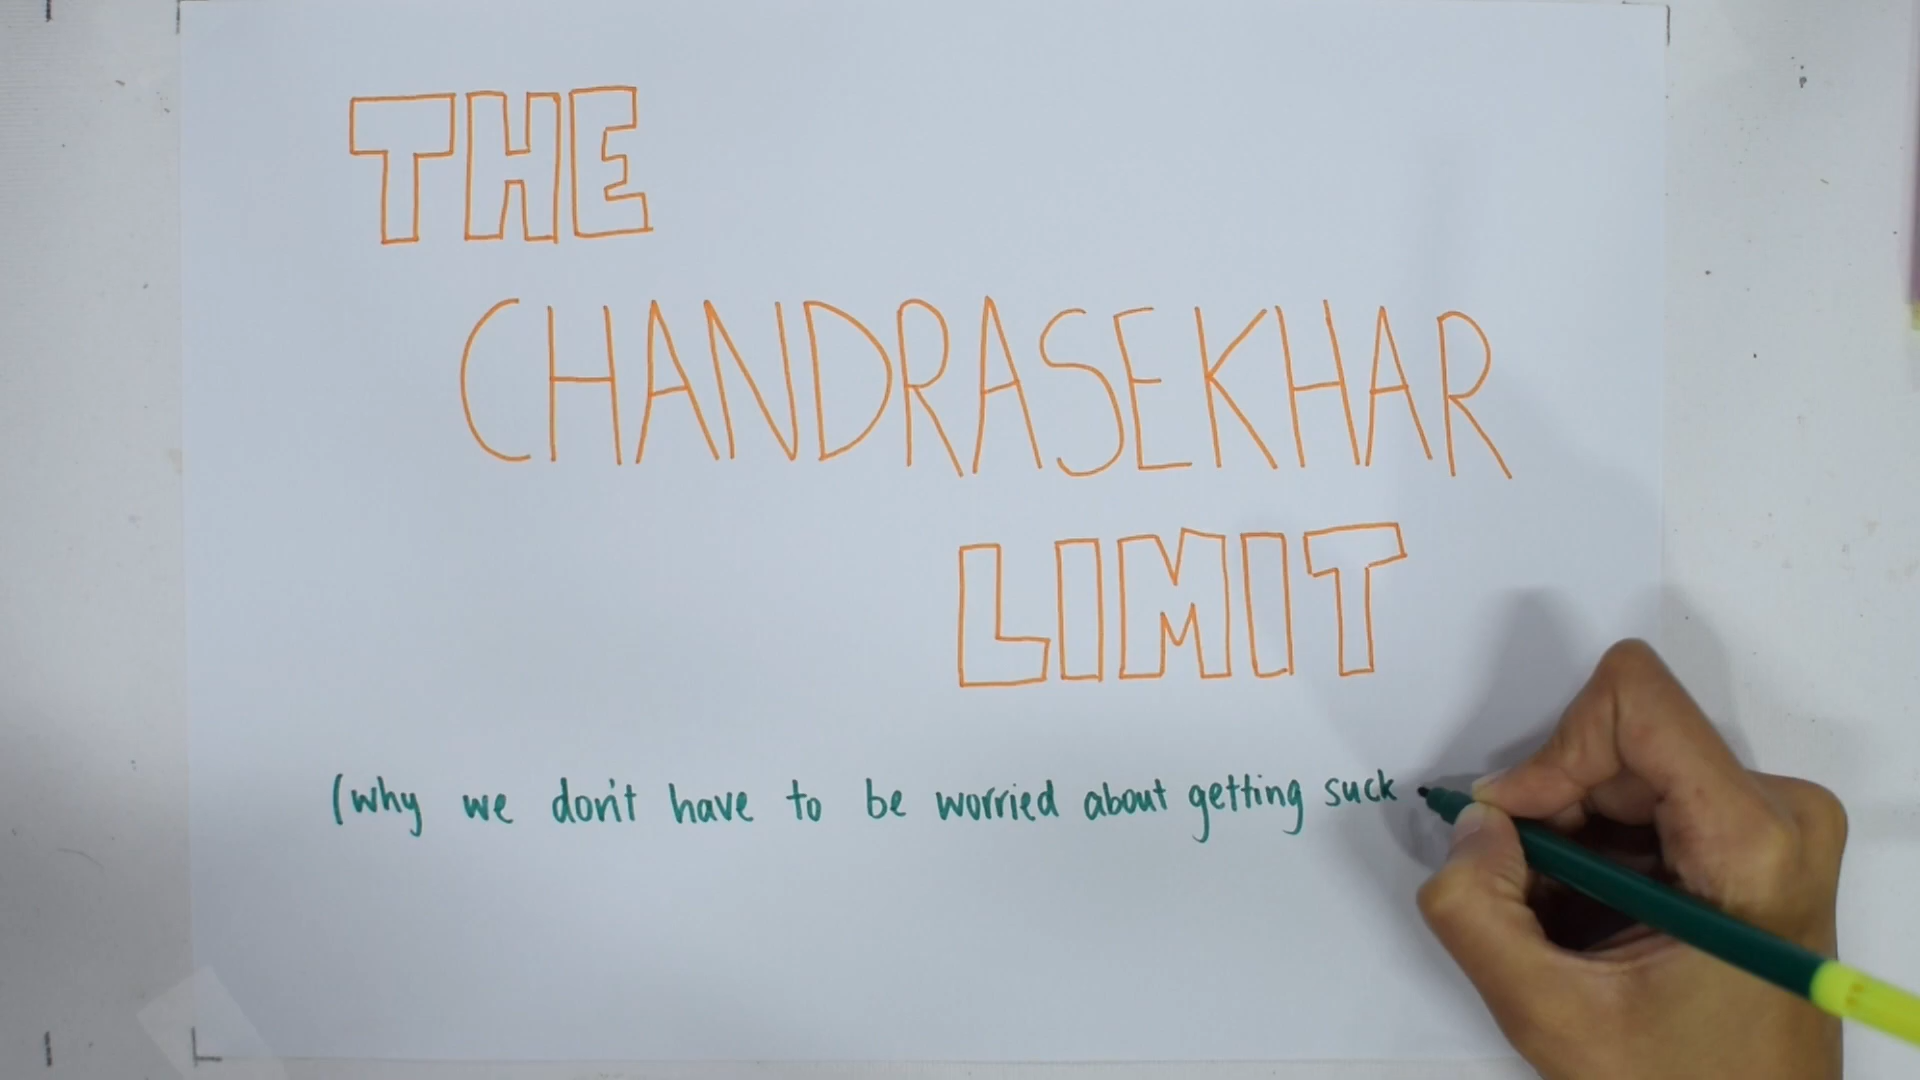 THE
CHANDRASEKHAR
LIMIT
(why we don't have to be worried about getting suck